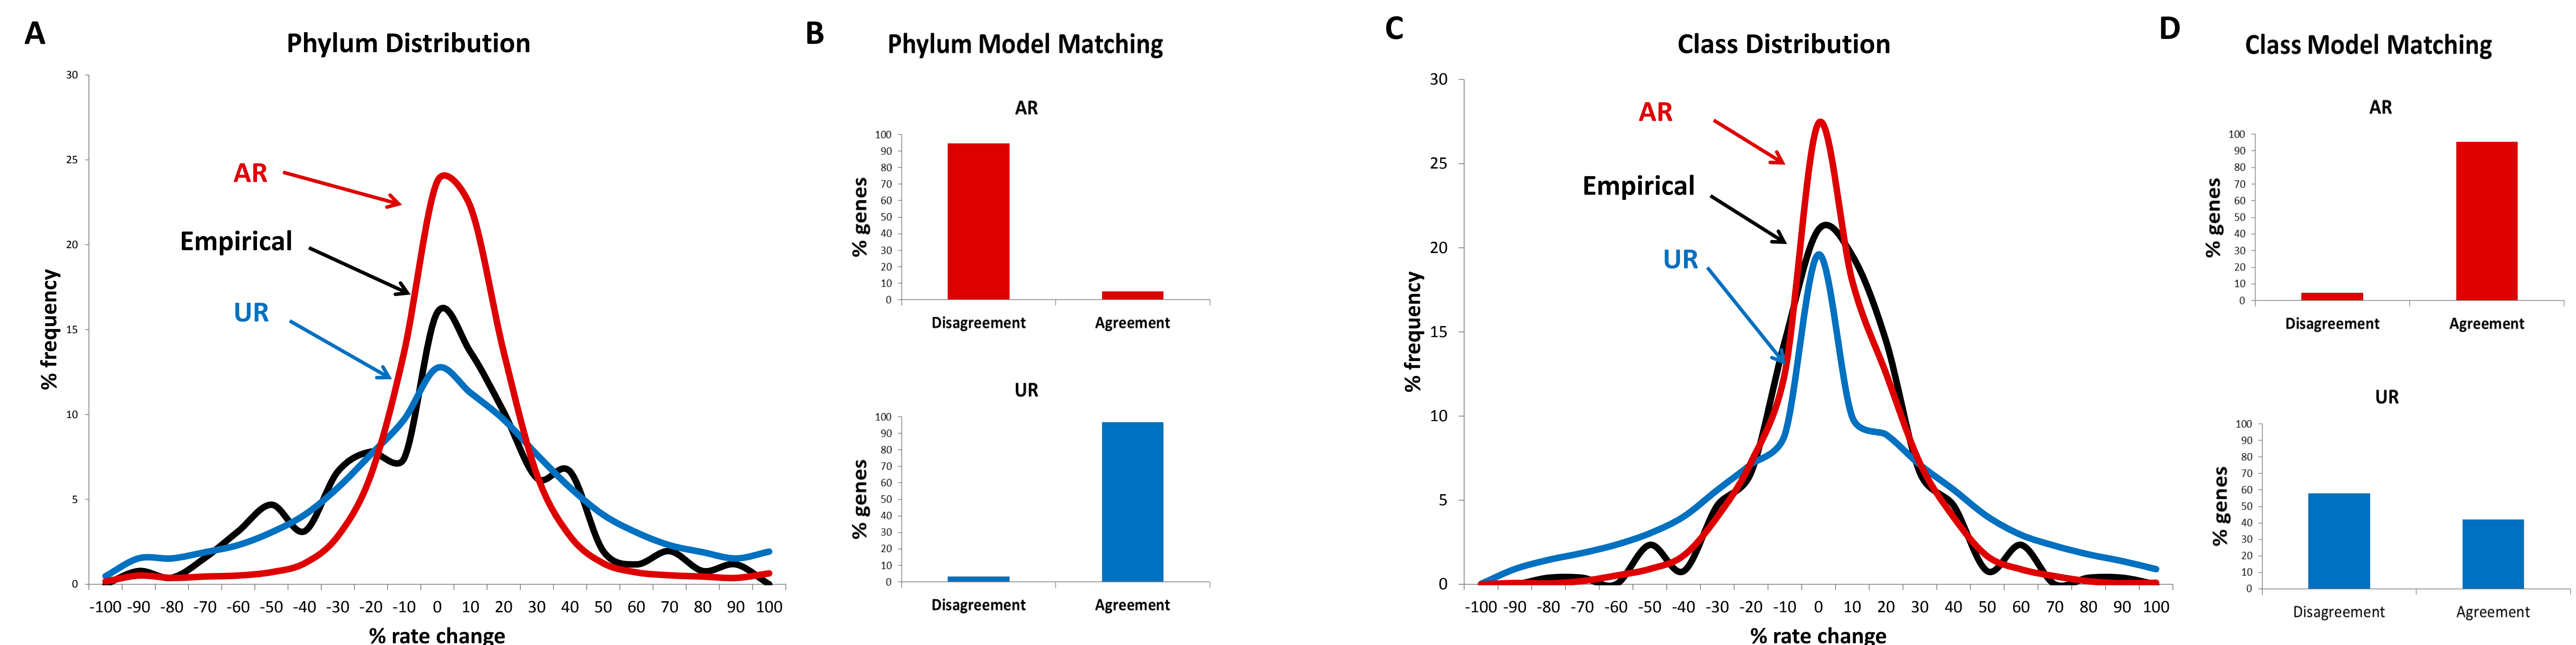 A
Phylum Distribution
30
25
20
15
10
5
0
% frequency
AR
Empirical
UR
-100 -90 -80 -70 -60 -50 -40 -30 -20 -10 0 10 20 30 40 50 60 70 80 90 100
% rate change
B
Phylum Model Matching
AR
100
90
80
70
60
50
40
30
20
10
0
% genes
Disagreement Agreement
UR
100
90
80
70
60
50
40
30
20
10
0
% genes
Disagreement Agreement
C
Class Distribution
30
25
20
15
10
5
0
% frequency
AR
Empirical
UR
-100 -90 -80 -70 -60 -50 -40 -30 -20 -10 0 10 20 30 40 50 60 70 80 90 100
% rate change
D
Class Model Matching
AR
100
90
80
70
60
50
40
30
20
10
0
% genes
Disagreement Agreement
UR
100
90
80
70
60
50
40
30
20
10
0
% genes
Disagreement Agreement